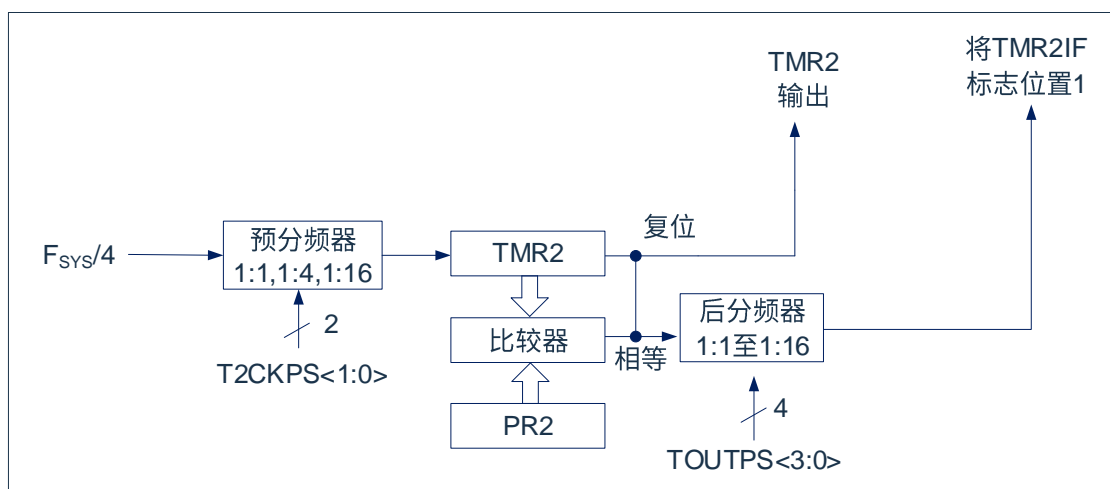 将TMR2IF
标志位置1
TMR2
输出
复位
F_SYS/4
预分频器
1:1,1:4,1:16
TMR2
2
T2CKPS<1:0>
比较器
相等
后分频器
1:1至1:16
PR2
4
TOUTPS<3:0>